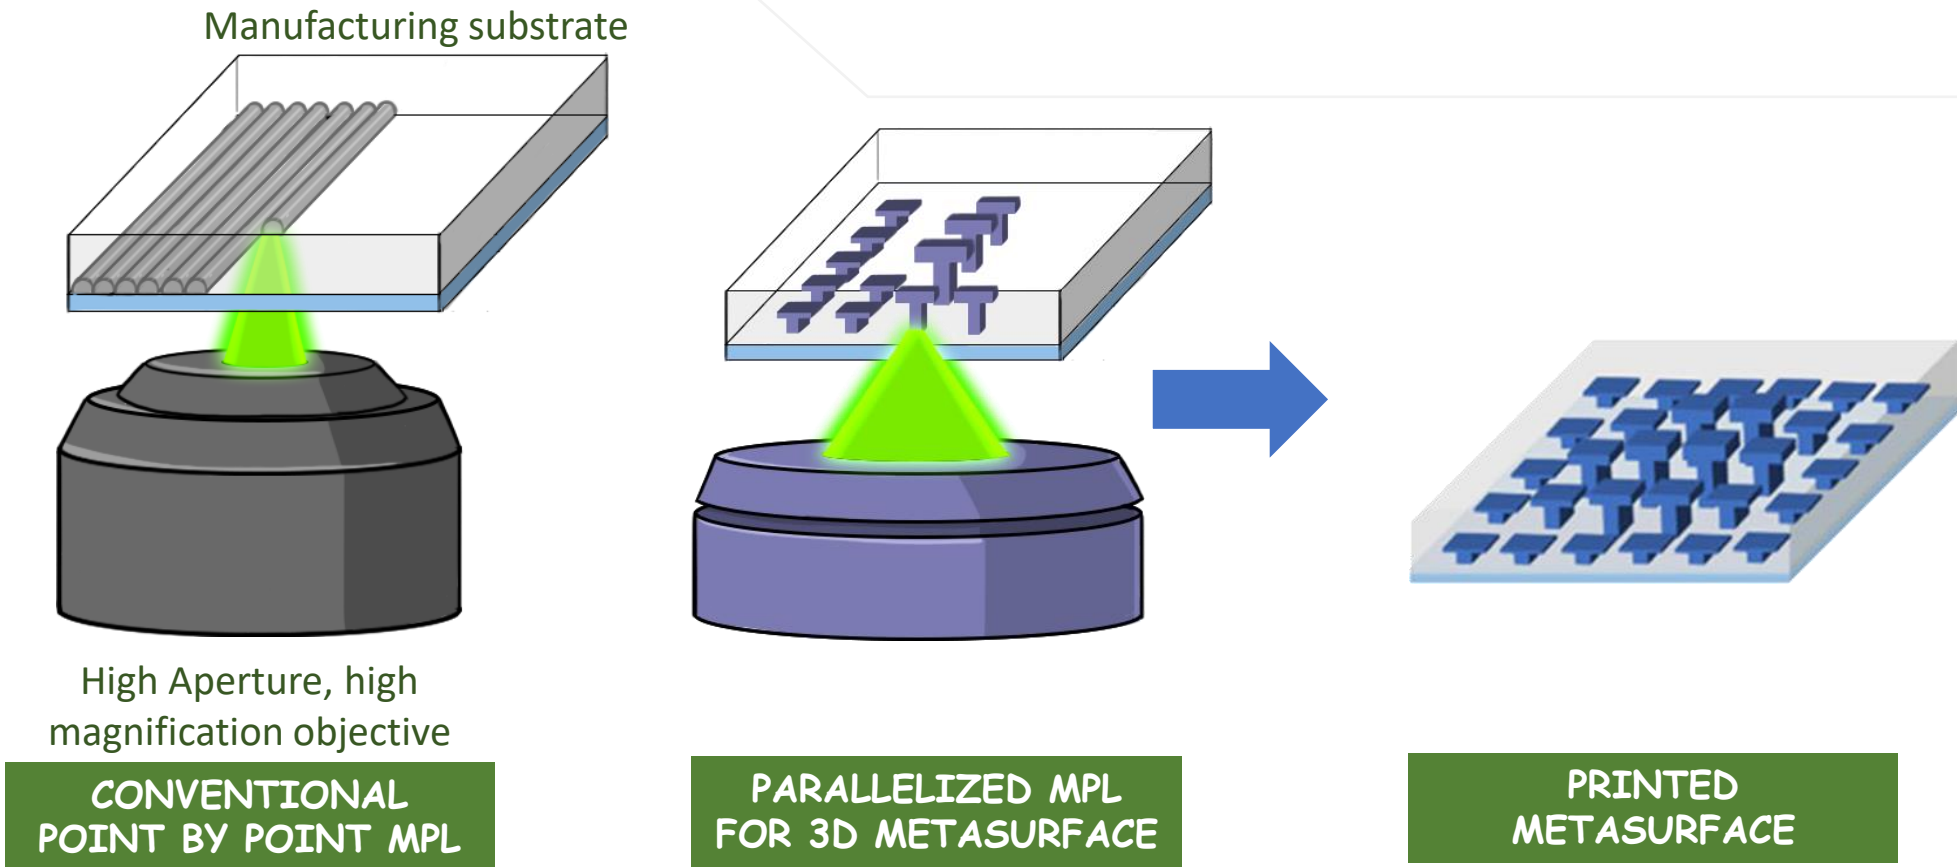 Manufacturing substrate
High Aperture, high
magnification objective
CONVENTIONAL
POINT BY POINT MPL
PARALLELIZED MPL
FOR 3D METASURFACE
PRINTED
METASURFACE